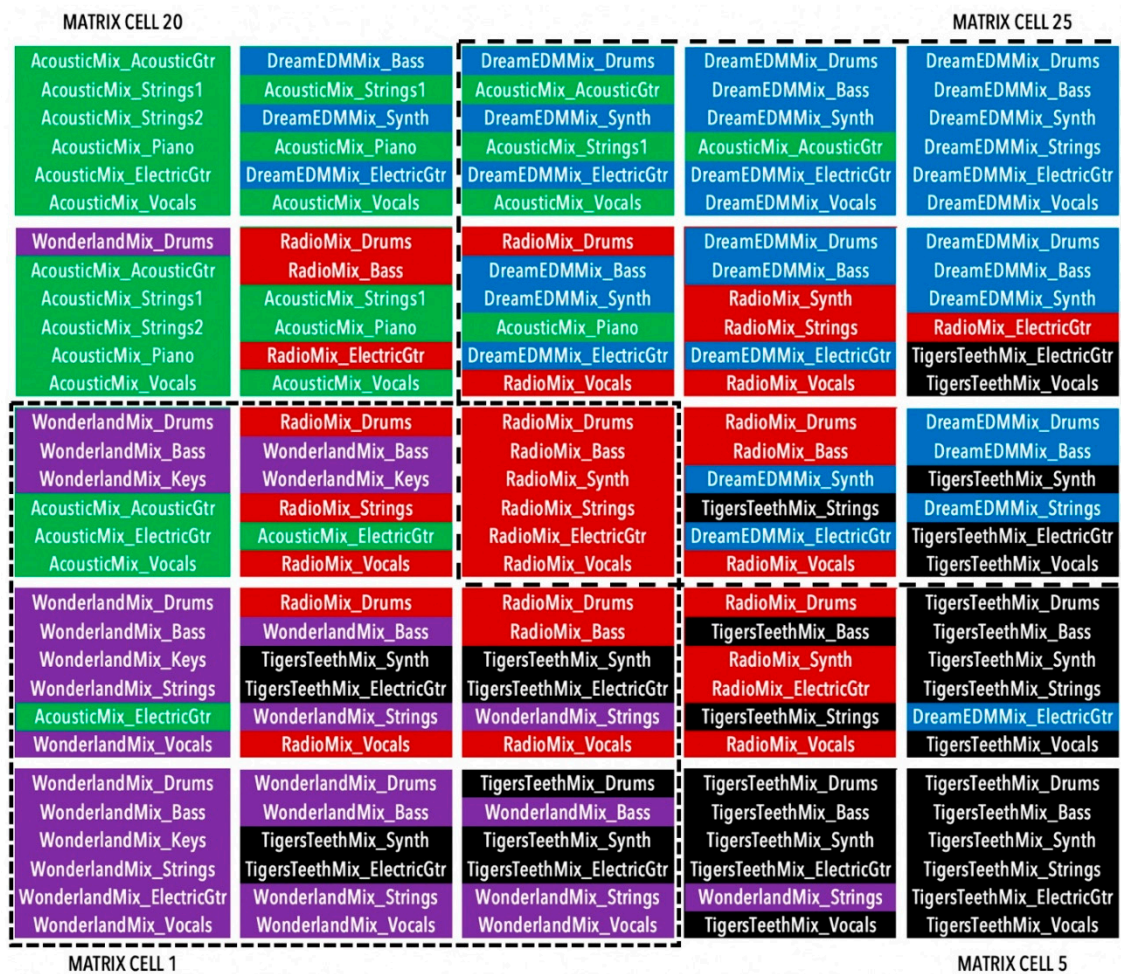 MATRIX CELL 20
MATRIX CELL 25
AcousticMix_AcousticGtr
AcousticMix_Strings1
AcousticMix_Strings2
AcousticMix_Piano
AcousticMix_ElectricGtr
AcousticMix_Vocals
DreamEDMMix_Bass
AcousticMix_Strings1
DreamEDMMix_Synth
AcousticMix_Piano
DreamEDMMix_ElectricGtr
AcousticMix_Vocals
DreamEDMMix_Drums
AcousticMix_AcousticGtr
DreamEDMMix_Synth
AcousticMix_Strings1
DreamEDMMix_ElectricGtr
AcousticMix_Vocals
DreamEDMMix_Drums
DreamEDMMix_Bass
DreamEDMMix_Synth
AcousticMix_AcousticGtr
DreamEDMMix_ElectricGtr
DreamEDMMix_Vocals
DreamEDMMix_Drums
DreamEDMMix_Bass
DreamEDMMix_Synth
DreamEDMMix_Strings
DreamEDMMix_ElectricGtr
DreamEDMMix_Vocals
WonderlandMix_Drums
AcousticMix_AcousticGtr
AcousticMix_Strings1
AcousticMix_Strings2
AcousticMix_Piano
AcousticMix_Vocals
RadioMix_Drums
RadioMix_Bass
AcousticMix_Strings1
AcousticMix_Piano
RadioMix_ElectricGtr
AcousticMix_Vocals
RadioMix_Drums
DreamEDMMix_Bass
DreamEDMMix_Synth
AcousticMix_Piano
DreamEDMMix_ElectricGtr
RadioMix_Vocals
DreamEDMMix_Drums
DreamEDMMix_Bass
RadioMix_Synth
RadioMix_Strings
DreamEDMMix_ElectricGtr
RadioMix_Vocals
DreamEDMMix_Drums
DreamEDMMix_Bass
DreamEDMMix_Synth
RadioMix_ElectricGtr
TigersTeethMix_ElectricGtr
TigersTeethMix_Vocals
WonderlandMix_Drums
WonderlandMix_Bass
WonderlandMix_Keys
AcousticMix_AcousticGtr
AcousticMix_ElectricGtr
AcousticMix_Vocals
RadioMix_Drums
WonderlandMix_Bass
WonderlandMix_Keys
RadioMix_Strings
AcousticMix_ElectricGtr
RadioMix_Vocals
RadioMix_Drums
RadioMix_Bass
RadioMix_Synth
RadioMix_Strings
RadioMix_ElectricGtr
RadioMix_Vocals
RadioMix_Drums
RadioMix_Bass
DreamEDMMix_Synth
TigersTeethMix_Strings
DreamEDMMix_ElectricGtr
RadioMix_Vocals
DreamEDMMix_Drums
DreamEDMMix_Bass
TigersTeethMix_Synth
DreamEDMMix_Strings
TigersTeethMix_ElectricGtr
TigersTeethMix_Vocals
WonderlandMix_Drums
WonderlandMix_Bass
WonderlandMix_Keys
WonderlandMix_Strings
AcousticMix_ElectricGtr
WonderlandMix_Vocals
RadioMix_Drums
WonderlandMix_Bass
TigersTeethMix_Synth
TigersTeethMix_ElectricGtr
WonderlandMix_Strings
RadioMix_Vocals
RadioMix_Drums
RadioMix_Bass
TigersTeethMix_Synth
TigersTeethMix_ElectricGtr
WonderlandMix_Strings
RadioMix_Vocals
RadioMix_Drums
TigersTeethMix_Bass
RadioMix_Synth
RadioMix_ElectricGtr
TigersTeethMix_Strings
RadioMix_Vocals
TigersTeethMix_Drums
TigersTeethMix_Bass
TigersTeethMix_Synth
TigersTeethMix_Strings
DreamEDMMix_ElectricGtr
TigersTeethMix_Vocals
WonderlandMix_Drums
WonderlandMix_Bass
WonderlandMix_Keys
WonderlandMix_Strings
WonderlandMix_ElectricGtr
WonderlandMix_Vocals
WonderlandMix_Drums
WonderlandMix_Bass
TigersTeethMix_Synth
TigersTeethMix_ElectricGtr
WonderlandMix_Strings
WonderlandMix_Vocals
TigersTeethMix_Drums
WonderlandMix_Bass
TigersTeethMix_Synth
TigersTeethMix_ElectricGtr
WonderlandMix_Strings
WonderlandMix_Vocals
TigersTeethMix_Drums
TigersTeethMix_Bass
TigersTeethMix_Synth
TigersTeethMix_ElectricGtr
WonderlandMix_Strings
TigersTeethMix_Vocals
TigersTeethMix_Drums
TigersTeethMix_Bass
TigersTeethMix_Synth
TigersTeethMix_Strings
TigersTeethMix_ElectricGtr
TigersTeethMix_Vocals
MATRIX CELL 1
MATRIX CELL 5